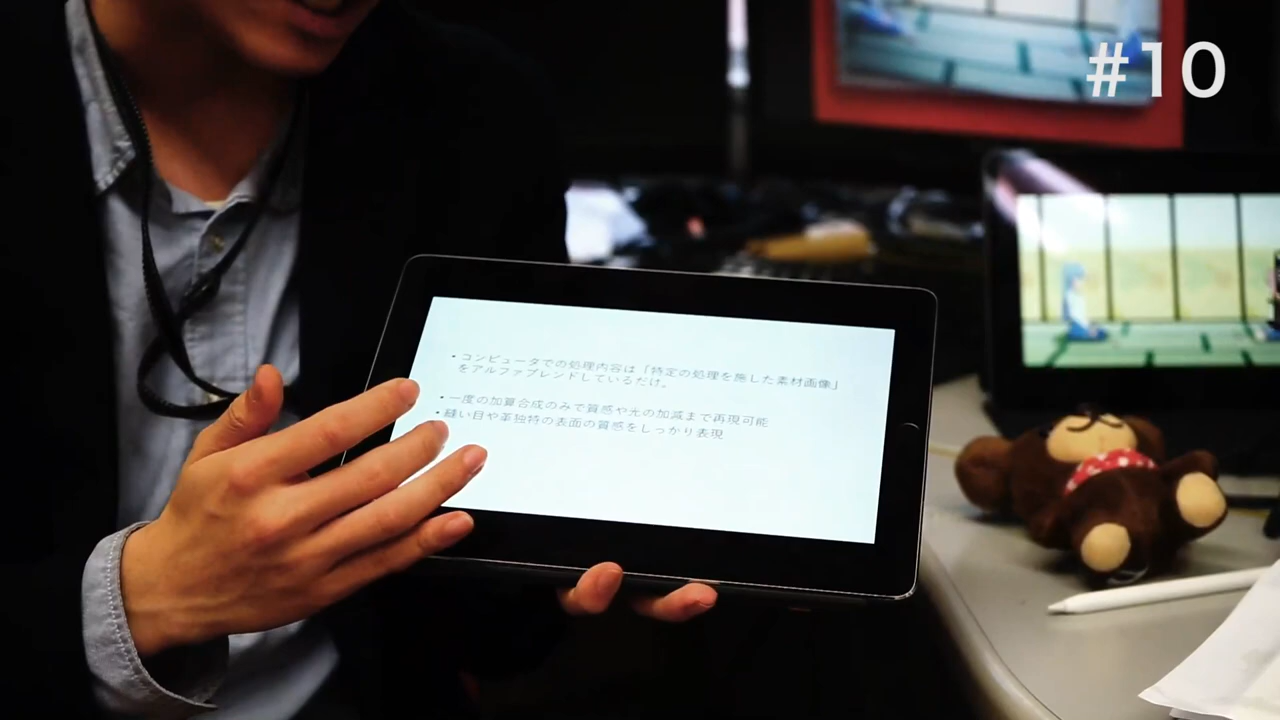 #10
• コンピュータでの処理内容は「特定の処理を施した素材画像」
をアルファブレンドしているだけ。
• 一度の加算合成のみで質感や光の加減まで再現可能
• 縫い目や革独特の表面の質感をしっかり表現